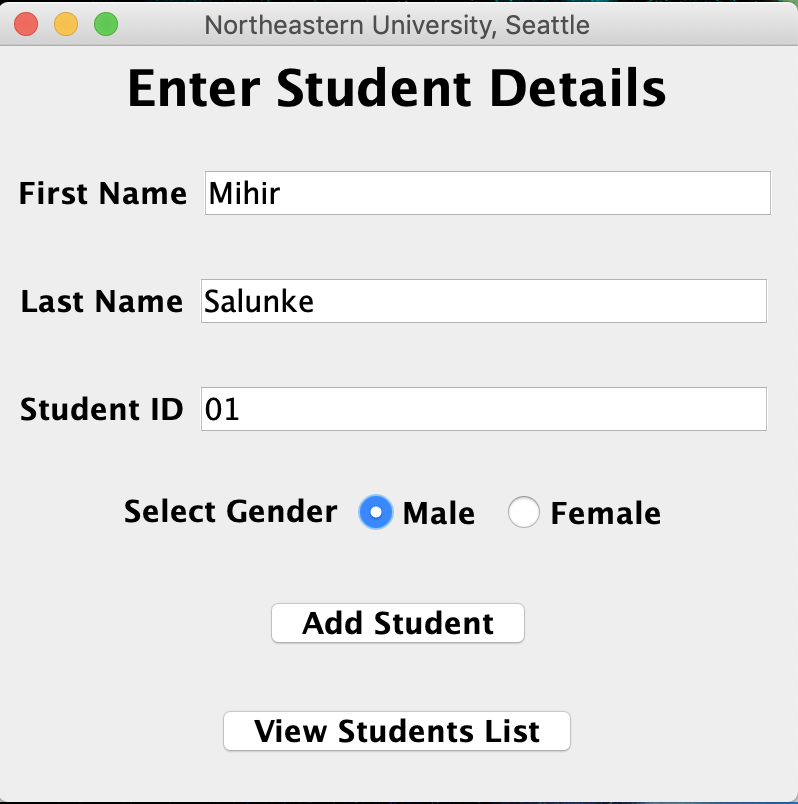 Northeastern University, Seattle
Enter Student Details
First Name Mihir
Last Name Salunke
Student ID 01
Select Gender Male Female
Add Student
View Students List